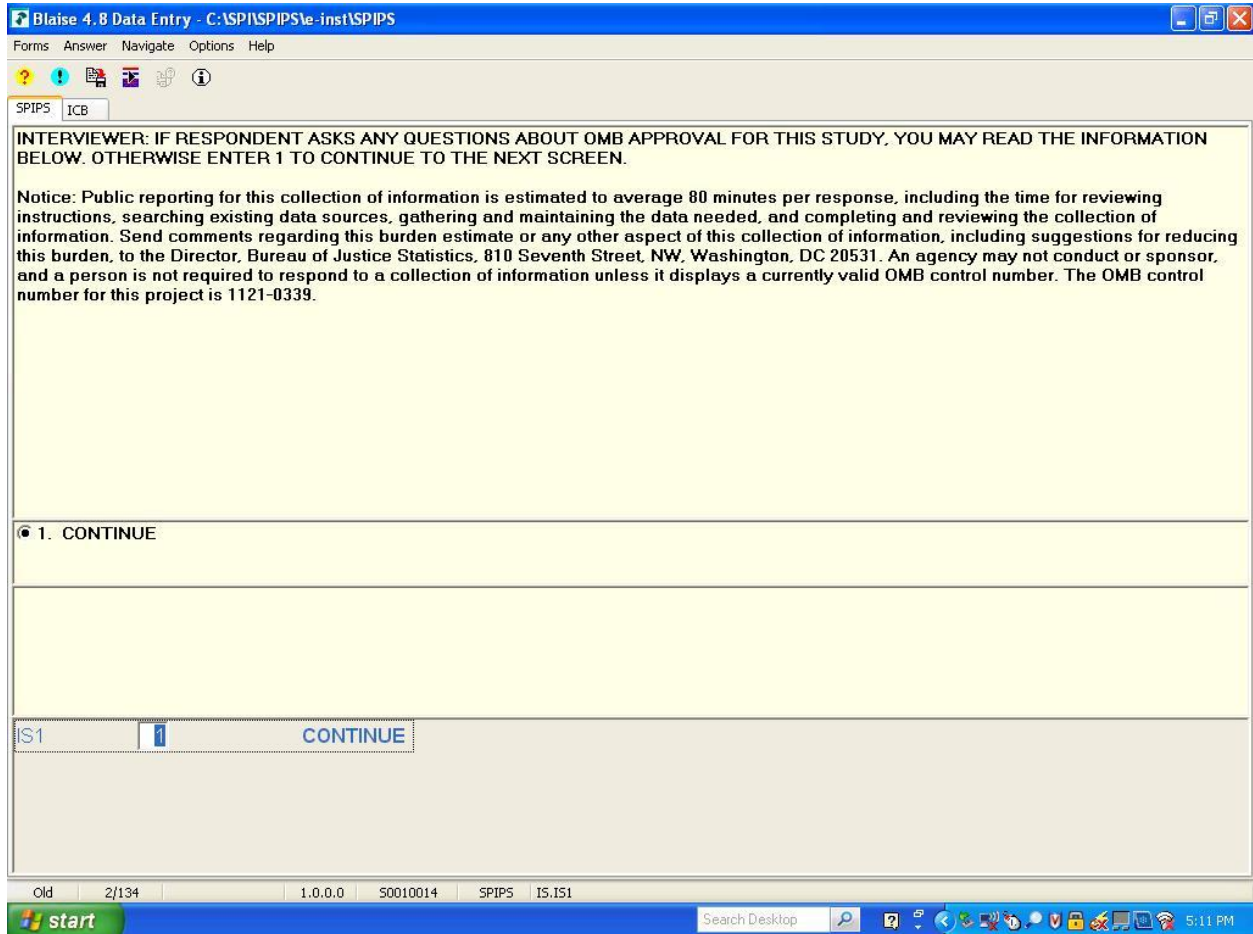 Blaise 4.8 Data Entry - C:\SPI\SPIPS\e-inst\SPIPS
Forms Answer Navigate Options Help
SPIPS ICB
INTERVIEWER: IF RESPONDENT ASKS ANY QUESTIONS ABOUT OMB APPROVAL FOR THIS STUDY, YOU MAY READ THE INFORMATION
BELOW. OTHERWISE ENTER 1 TO CONTINUE TO THE NEXT SCREEN.
Notice: Public reporting for this collection of information is estimated to average 80 minutes per response, including the time for reviewing
instructions, searching existing data sources, gathering and maintaining the data needed, and completing and reviewing the collection of
information. Send comments regarding this burden estimate or any other aspect of this collection of information, including suggestions for reducing
this burden, to the Director, Bureau of Justice Statistics, 810 Seventh Street, NW, Washington, DC 20531. An agency may not conduct or sponsor,
and a person is not required to respond to a collection of information unless it displays a currently valid OMB control number. The OMB control
number for this project is 1121-0339.
1. CONTINUE
IS1 1 CONTINUE
Old 2/134 1.0.0.0 S0010014 SPIPS IS.IS1
start Search Desktop 5:11 PM